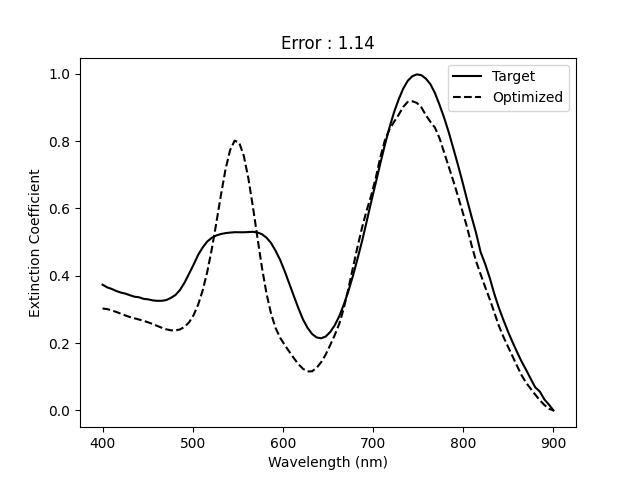 Error : 1.14
Target
Optimized
Extinction Coefficient
1.0
0.8
0.6
0.4
0.2
0.0
400 500 600 700 800 900
Wavelength (nm)